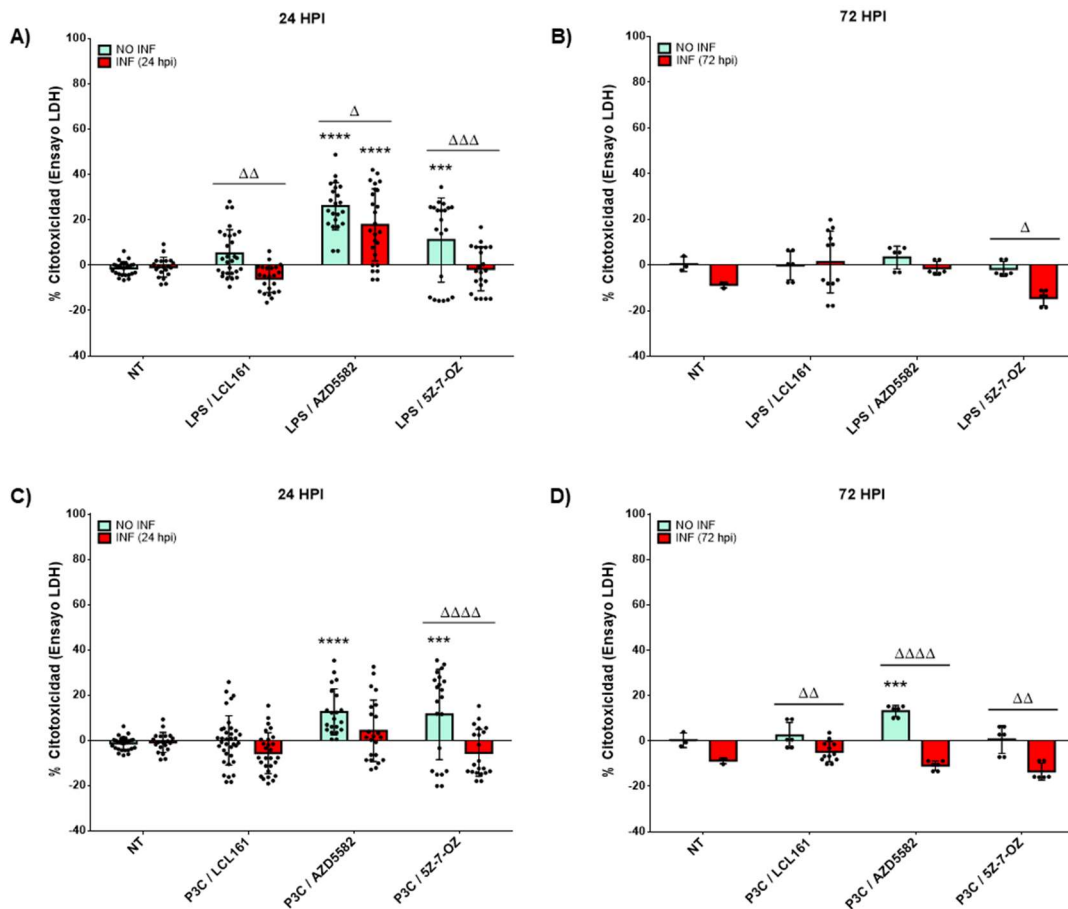 A)
24 HPI
% Citotoxicidad (Ensayo LDH)
100
80
60
40
20
0
-20
-40
NO INF
INF (24 hpi)
ΔΔ
Δ
****
****
ΔΔΔ
***
NT
LPS / LCL161
LPS / AZD5582
LPS / 5Z-7-OZ
B)
72 HPI
% Citotoxicidad (Ensayo LDH)
100
80
60
40
20
0
-20
-40
NO INF
INF (72 hpi)
Δ
NT
LPS / LCL161
LPS / AZD5582
LPS / 5Z-7-OZ
C)
24 HPI
% Citotoxicidad (Ensayo LDH)
100
80
60
40
20
0
-20
-40
NO INF
INF (24 hpi)
****
ΔΔΔΔ
***
NT
P3C / LCL161
P3C / AZD5582
P3C / 5Z-7-OZ
D)
72 HPI
% Citotoxicidad (Ensayo LDH)
100
80
60
40
20
0
-20
-40
NO INF
INF (72 hpi)
ΔΔ
ΔΔΔΔ
***
ΔΔ
NT
P3C / LCL161
P3C / AZD5582
P3C / 5Z-7-OZ